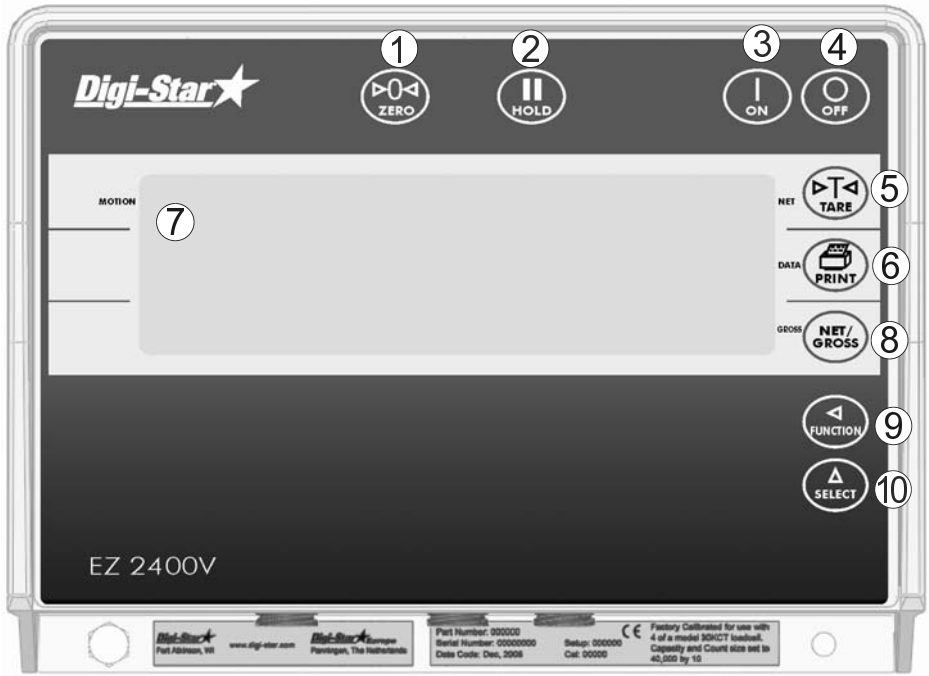 1 2 3 4
Digi-Star
ZERO
HOLD
ON
OFF
MOTION
7
NET
TARE
5
DATA
PRINT
6
GROSS
NET/
GROSS
8
FUNCTION
9
SELECT
10
EZ 2400V
Digi-Star
Fort Atkinson, WI
www.digi-star.com
Digi-Star Europe
Panningen, The Netherlands
Part Number: 000000
Serial Number: 00000000
Date Code: Dec, 2008
Setup: 000000
Cal: 00000
CE
Factory Calibrated for use with
4 of a model 30KCT loadcell.
Capacity and Count size set to
40,000 by 10